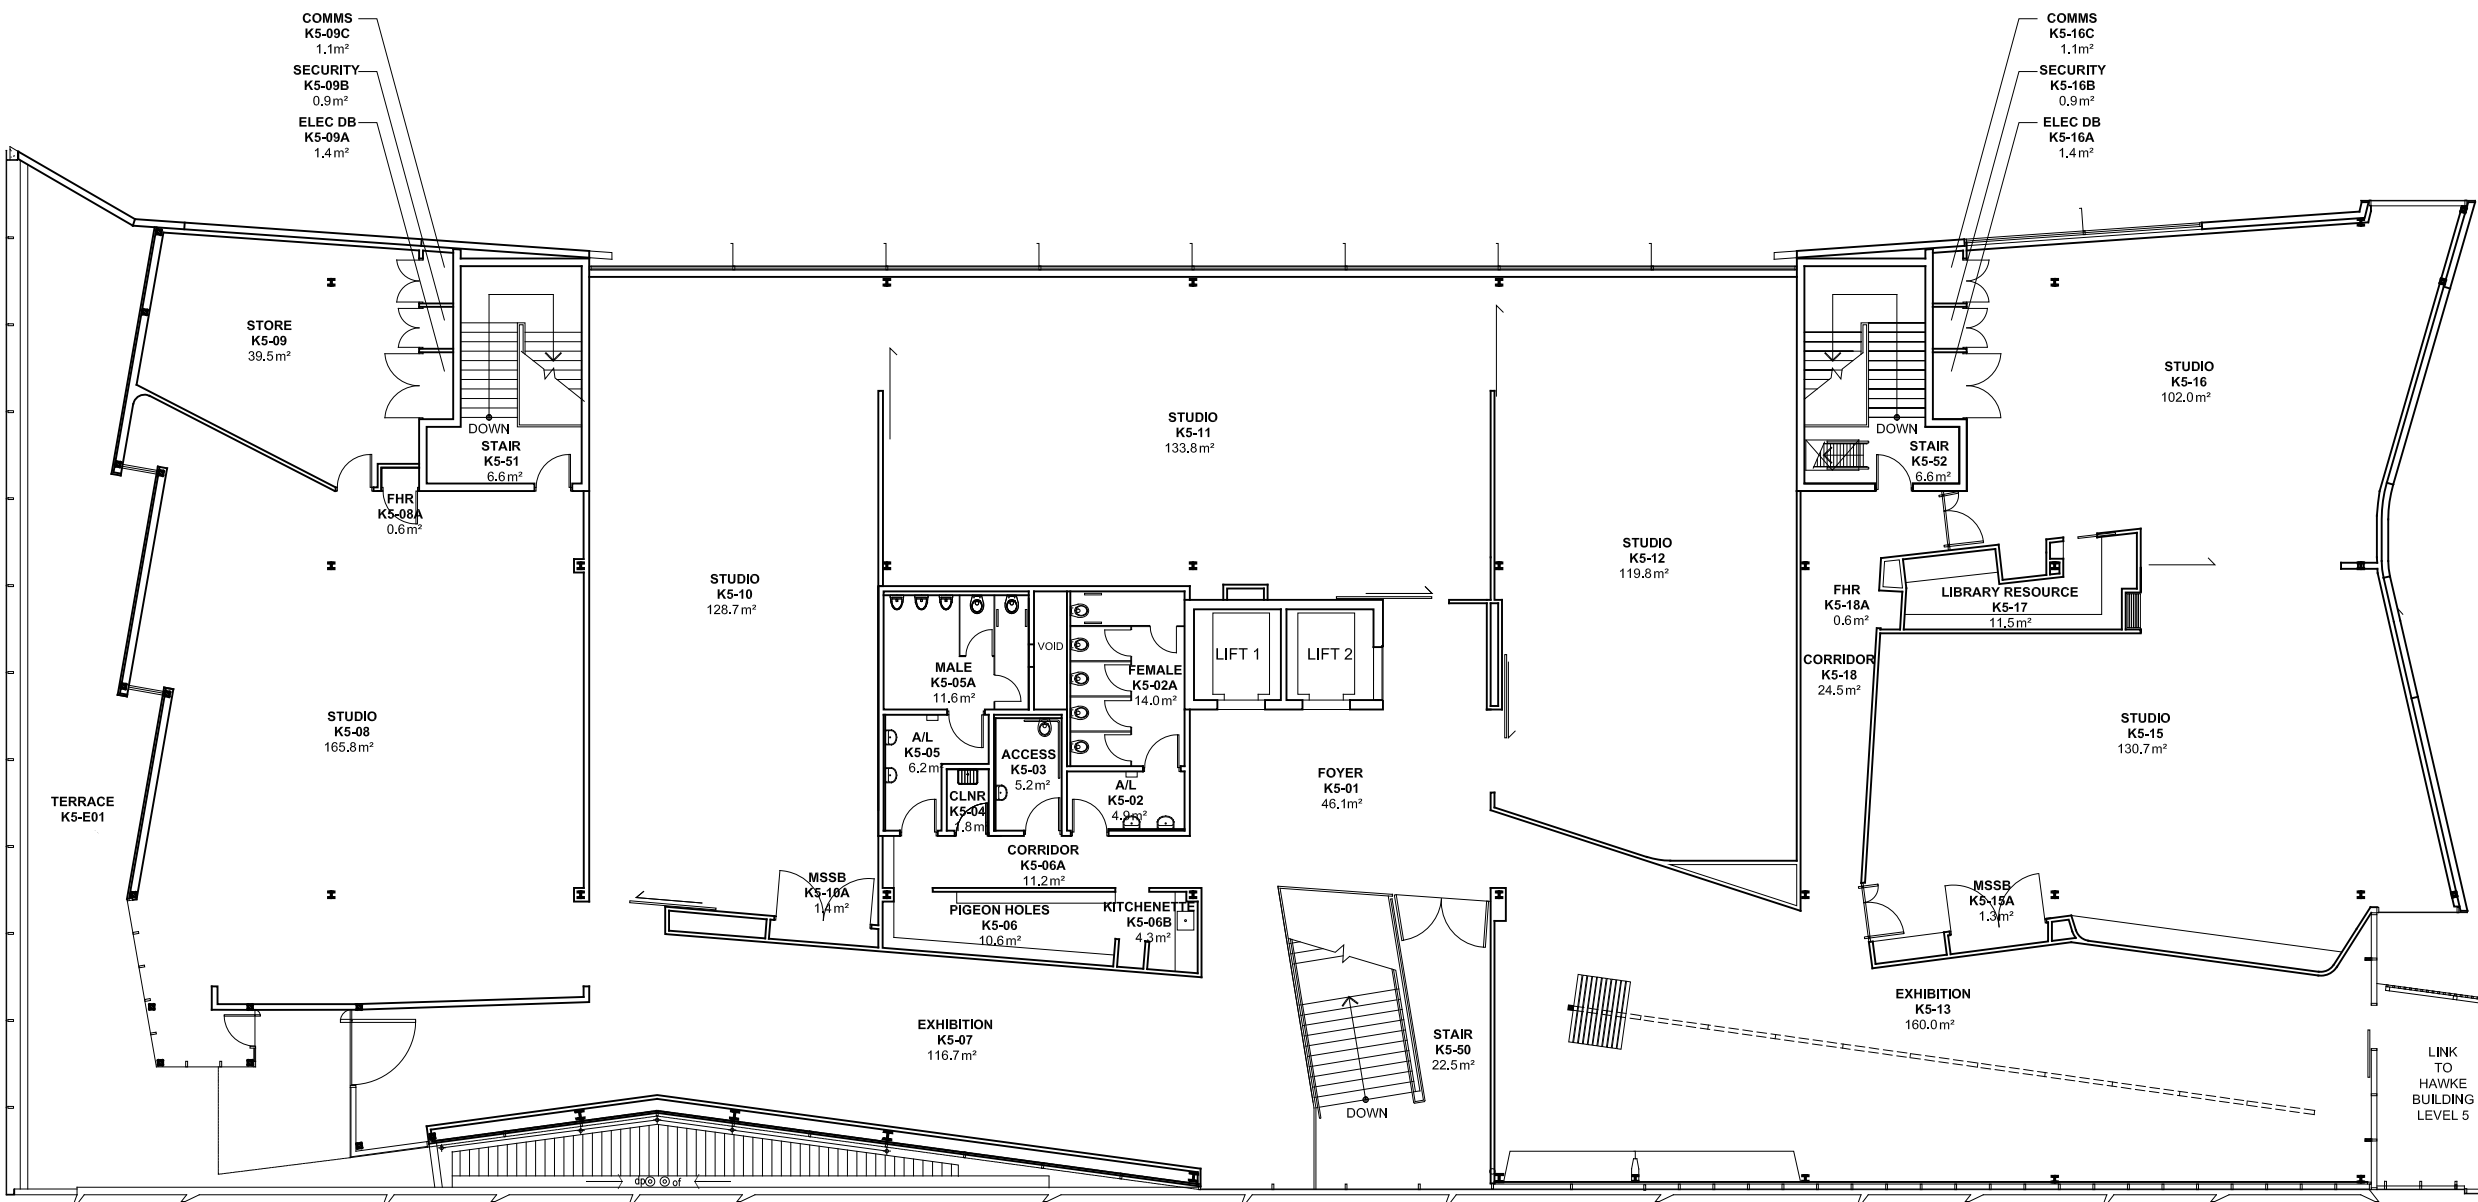 COMMS
K5-09C
1.1m²
SECURITY
K5-09B
0.9m²
ELEC DB
K5-09A
1.4m²
COMMS
K5-16C
1.1m²
SECURITY
K5-16B
0.9m²
ELEC DB
K5-16A
1.4m²
STORE
K5-09
39.5m²
DOWN
STAIR
K5-51
6.6m²
FHR
K5-08A
0.6m²
STUDIO
K5-11
133.8m²
STUDIO
K5-16
102.0m²
DOWN
STAIR
K5-52
6.6m²
STUDIO
K5-10
128.7m²
STUDIO
K5-12
119.8m²
FHR
K5-18A
0.6m²
LIBRARY RESOURCE
K5-17
11.5m²
VOID
LIFT 1
LIFT 2
MALE
K5-05A
11.6m²
FEMALE
K5-02A
14.0m²
CORRIDOR
K5-18
24.5m²
STUDIO
K5-08
165.8m²
STUDIO
K5-15
130.7m²
A/L
K5-05
6.2m²
ACCESS
K5-03
5.2m²
CLNR
K5-04
1.8m
A/L
K5-02
4.9m²
FOYER
K5-01
46.1m²
TERRACE
K5-E01
CORRIDOR
K5-06A
11.2m²
MSSB
K5-10A
1.4m²
PIGEON HOLES
K5-06
10.6m²
KITCHENETTE
K5-06B
4.3m²
MSSB
K5-15A
1.3m²
EXHIBITION
K5-07
116.7m²
STAIR
K5-50
22.5m²
DOWN
EXHIBITION
K5-13
160.0m²
LINK
TO
HAWKE
BUILDING
LEVEL 5
dp of